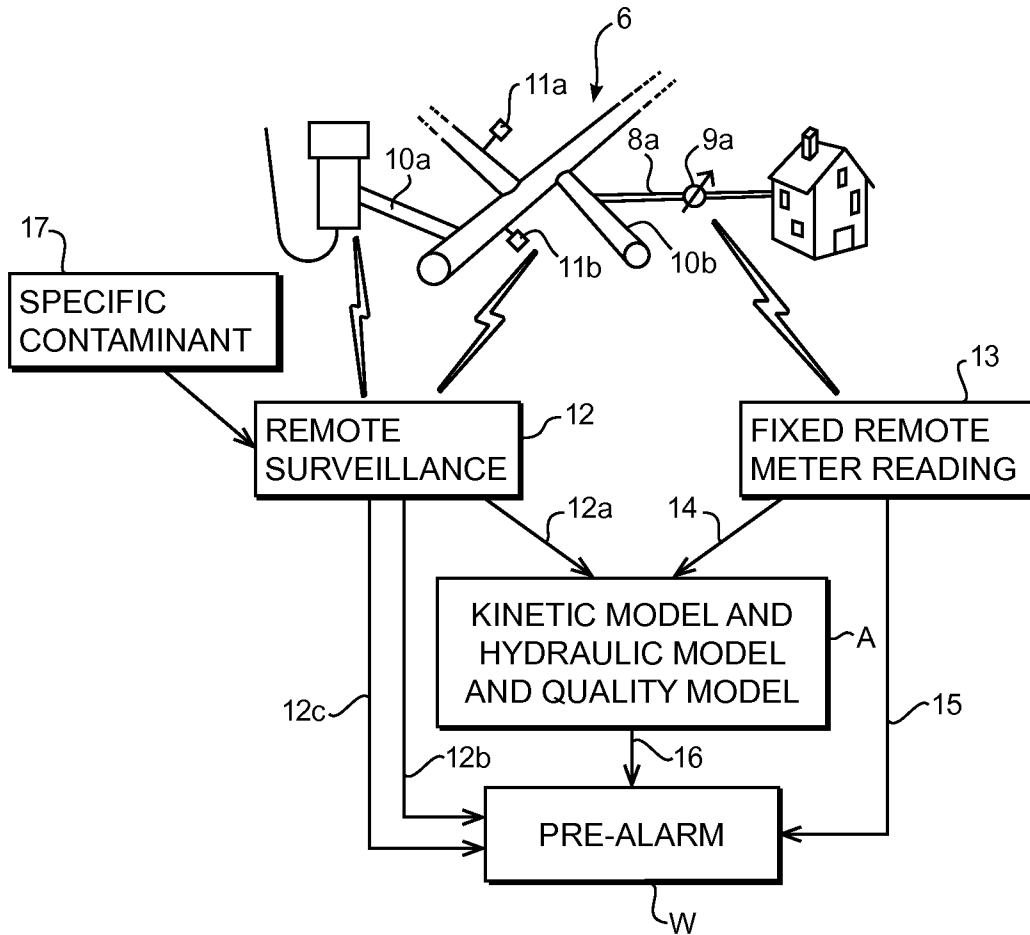 6
11a
8a
9a
10a
17
11b
10b
SPECIFIC
CONTAMINANT
13
12
REMOTE
SURVEILLANCE
FIXED REMOTE
METER READING
12a
14
KINETIC MODEL AND
HYDRAULIC MODEL
AND QUALITY MODEL
A
12c
15
12b
16
PRE-ALARM
W